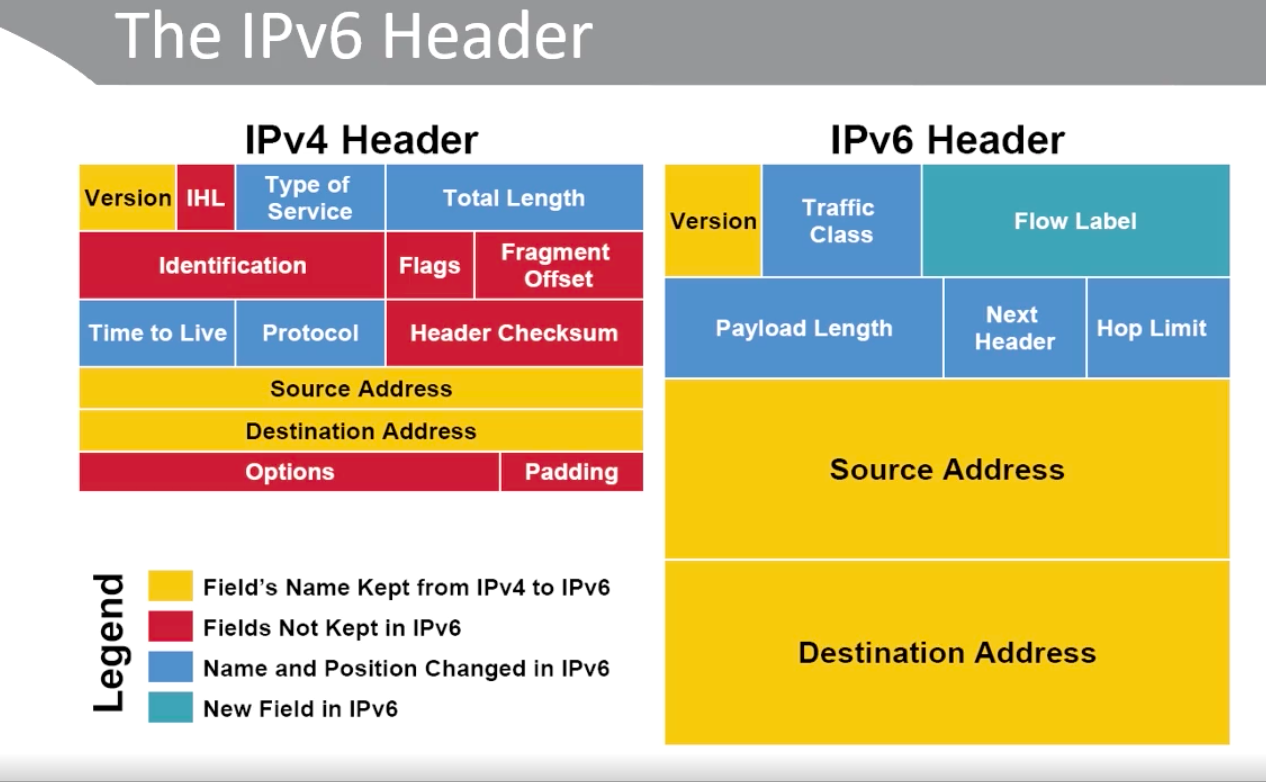 The IPv6 Header
IPv4 Header
Version
IHL
Type of
Service
Total Length
Identification
Flags
Fragment
Offset
Time to Live
Protocol
Header Checksum
Source Address
Destination Address
Options
Padding
IPv6 Header
Version
Traffic
Class
Flow Label
Payload Length
Next
Header
Hop Limit
Source Address
Destination Address
Legend
Field's Name Kept from IPv4 to IPv6
Fields Not Kept in IPv6
Name and Position Changed in IPv6
New Field in IPv6